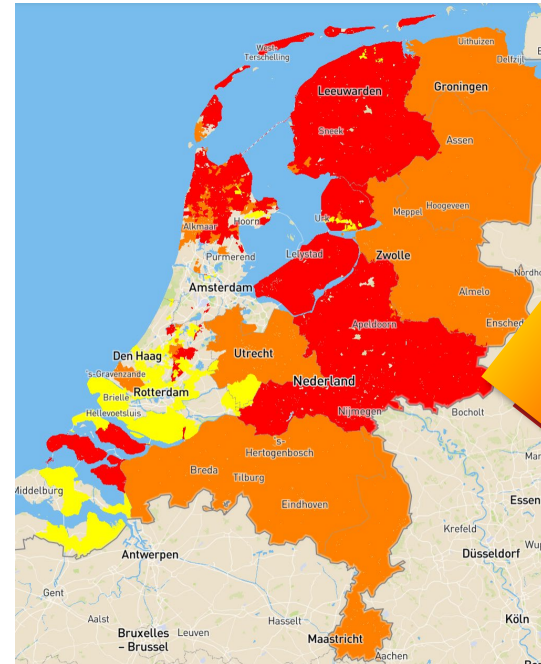 Uithuizen
Delfzijl
West-
Terschelling
Leeuwarden
Groningen
Sneek
Assen
Meppel
Hoogeveen
Urk
Hoorn
Alkmaar
Purmerend
Lelystad
Zwolle
Amsterdam
Almelo
Nordho
Apeldoorn
Ensched
Den Haag
Utrecht
's-Gravenzande
Rotterdam
Nederland
Brielle
Hellevoetsluis
Nijmegen
Bocholt
's-
Hertogenbosch
Breda
Tilburg
Middelburg
Eindhoven
Essen
Krefeld
Antwerpen
Düsseldorf
Wup
Gent
Aalst
Bruxelles
– Brussel
Leuven
Hasselt
Maastricht
Köln
Aachen